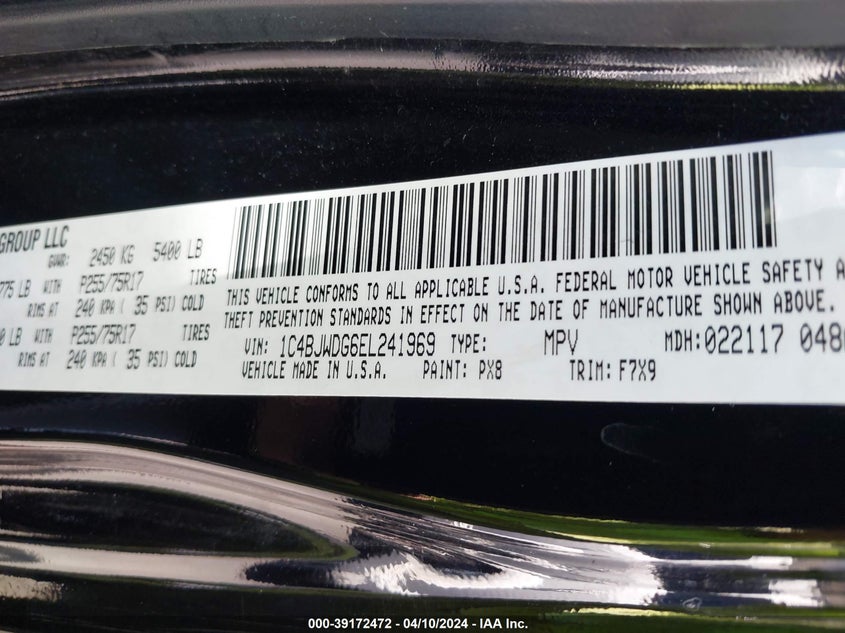 GROUP LLC
GVWR: 2450 KG 5400 LB
775 LB WITH P255/75R17 TIRES
RIMS AT 240 KPA ( 35 PSI) COLD
0 LB WITH P255/75R17 TIRES
RIMS AT 240 KPA ( 35 PSI) COLD
THIS VEHICLE CONFORMS TO ALL APPLICABLE U.S.A. FEDERAL MOTOR VEHICLE SAFETY A
THEFT PREVENTION STANDARDS IN EFFECT ON THE DATE OF MANUFACTURE SHOWN ABOVE.
VIN: 1C4BJWDG6EL241969 TYPE: MPV MDH:022117 048
VEHICLE MADE IN U.S.A. PAINT: PX8 TRIM: F7X9
000-39172472 - 04/10/2024 - IAA Inc.